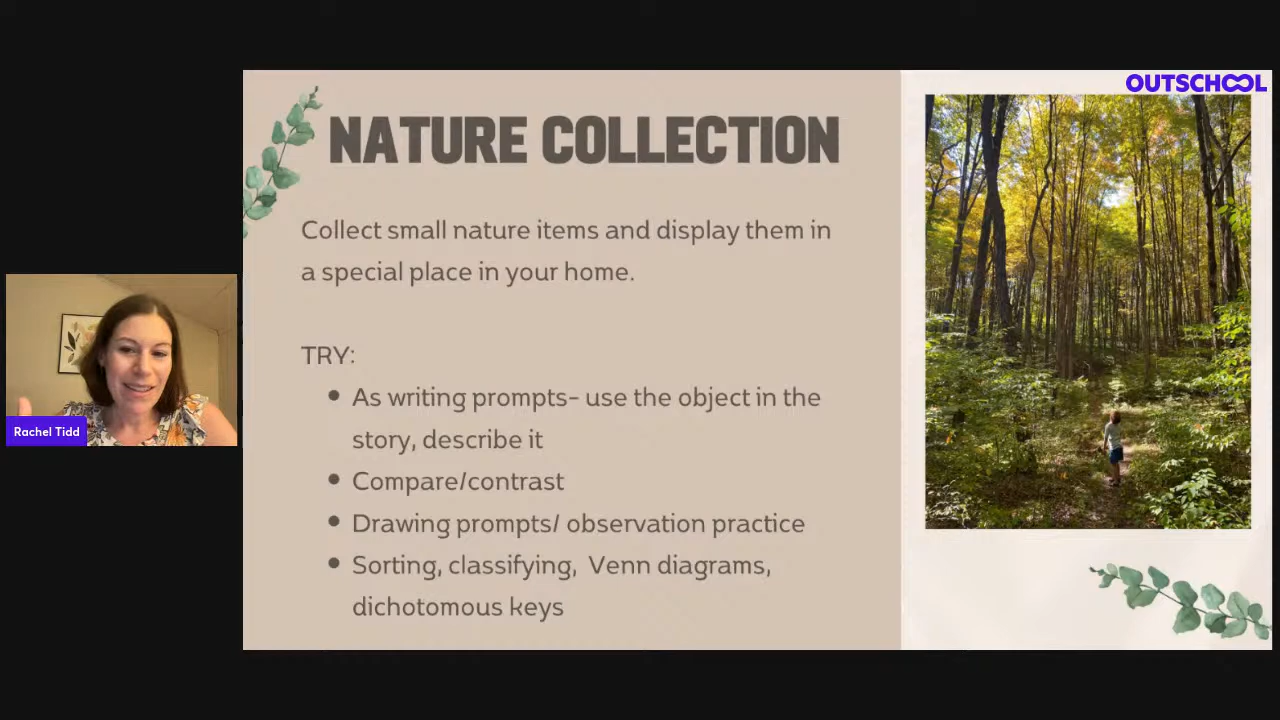 OUTSCHOOL
NATURE COLLECTION
Collect small nature items and display them in
a special place in your home.
TRY:
As writing prompts- use the object in the
story, describe it
Compare/contrast
Drawing prompts/ observation practice
Sorting, classifying, Venn diagrams,
dichotomous keys
Rachel Tidd